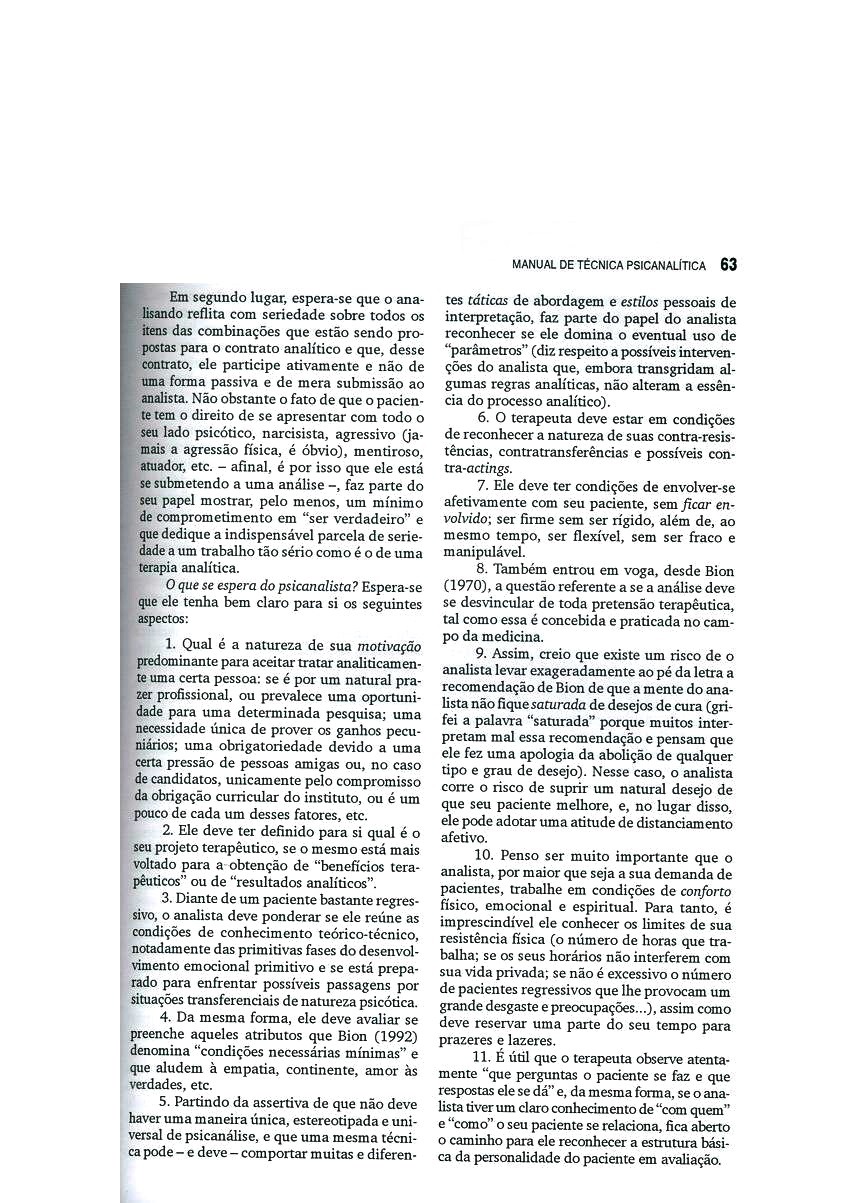 MANUAL DE TÉCNICA PSICANALÍTICA 63
Em segundo lugar, espera-se que o ana-
lisando reflita com seriedade sobre todos os
itens das combinações que estão sendo pro-
postas para o contrato analítico e que, desse
contrato, ele participe ativamente e não de
uma forma passiva e de mera submissão ao
analista. Não obstante o fato de que o pacien-
te tem o direito de se apresentar com todo o
seu lado psicótico, narcisista, agressivo (ja-
mais a agressão física, é óbvio), mentiroso,
atuador, etc. – afinal, é por isso que ele está
se submetendo a uma análise –, faz parte do
seu papel mostrar, pelo menos, um mínimo
de comprometimento em “ser verdadeiro” e
que dedique a indispensável parcela de serie-
dade a um trabalho tão sério como é o de uma
terapia analítica.
O que se espera do psicanalista? Espera-se
que ele tenha bem claro para si os seguintes
aspectos:
1. Qual é a natureza de sua motivação
predominante para aceitar tratar analiticamen-
te uma certa pessoa: se é por um natural pra-
zer profissional, ou prevalece uma oportuni-
dade para uma determinada pesquisa; uma
necessidade única de prover os ganhos pecu-
niários; uma obrigatoriedade devido a uma
certa pressão de pessoas amigas ou, no caso
de candidatos, unicamente pelo compromisso
da obrigação curricular do instituto, ou é um
pouco de cada um desses fatores, etc.
2. Ele deve ter definido para si qual é o
seu projeto terapêutico, se o mesmo está mais
voltado para a obtenção de “benefícios tera-
pêuticos” ou de “resultados analíticos”.
3. Diante de um paciente bastante regres-
sivo, o analista deve ponderar se ele reúne as
condições de conhecimento teórico-técnico,
notadamente das primitivas fases do desenvol-
vimento emocional primitivo e se está prepa-
rado para enfrentar possíveis passagens por
situações transferenciais de natureza psicótica.
4. Da mesma forma, ele deve avaliar se
preenche aqueles atributos que Bion (1992)
denomina “condições necessárias mínimas” e
que aludem à empatia, continente, amor às
verdades, etc.
5. Partindo da assertiva de que não deve
haver uma maneira única, estereotipada e uni-
versal de psicanálise, e que uma mesma técni-
ca pode – e deve – comportar muitas e diferen-
tes táticas de abordagem e estilos pessoais de
interpretação, faz parte do papel do analista
reconhecer se ele domina o eventual uso de
“parâmetros” (diz respeito a possíveis interven-
ções do analista que, embora transgridam al-
gumas regras analíticas, não alteram a essên-
cia do processo analítico).
6. O terapeuta deve estar em condições
de reconhecer a natureza de suas contra-resis-
tências, contratransferências e possíveis con-
tra-actings.
7. Ele deve ter condições de envolver-se
afetivamente com seu paciente, sem ficar en-
volvido; ser firme sem ser rígido, além de, ao
mesmo tempo, ser flexível, sem ser fraco e
manipulável.
8. Também entrou em voga, desde Bion
(1970), a questão referente a se a análise deve
se desvincular de toda pretensão terapêutica,
tal como essa é concebida e praticada no cam-
po da medicina.
9. Assim, creio que existe um risco de o
analista levar exageradamente ao pé da letra a
recomendação de Bion de que a mente do ana-
lista não fique saturada de desejos de cura (gri-
fei a palavra “saturada” porque muitos inter-
pretam mal essa recomendação e pensam que
ele fez uma apologia da abolição de qualquer
tipo e grau de desejo). Nesse caso, o analista
corre o risco de suprir um natural desejo de
que seu paciente melhore, e, no lugar disso,
ele pode adotar uma atitude de distanciamento
afetivo.
10. Penso ser muito importante que o
analista, por maior que seja a sua demanda de
pacientes, trabalhe em condições de conforto
físico, emocional e espiritual. Para tanto, é
imprescindível ele conhecer os limites de sua
resistência física (o número de horas que tra-
balha; se os seus horários não interferem com
sua vida privada; se não é excessivo o número
de pacientes regressivos que lhe provocam um
grande desgaste e preocupações...), assim como
deve reservar uma parte do seu tempo para
prazeres e lazeres.
11. É útil que o terapeuta observe atenta-
mente “que perguntas o paciente se faz e que
respostas ele se dá” e, da mesma forma, se o ana-
lista tiver um claro conhecimento de “com quem”
e “como” o seu paciente se relaciona, fica aberto
o caminho para ele reconhecer a estrutura bási-
ca da personalidade do paciente em avaliação.